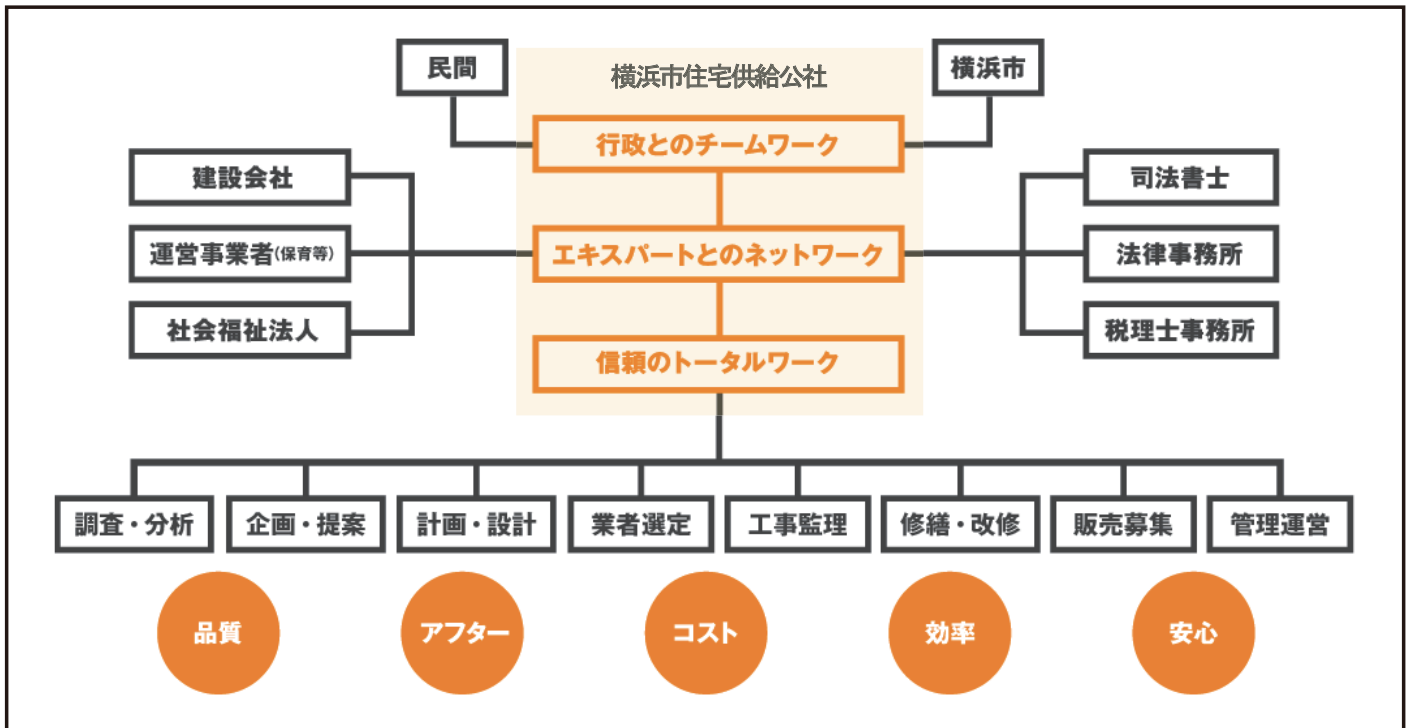 横浜市住宅供給公社
民間
横浜市
行政とのチームワーク
建設会社
司法書士
運営事業者(保育等)
エキスパートとのネットワーク
法律事務所
社会福祉法人
税理士事務所
信頼のトータルワーク
調査・分析
企画・提案
計画・設計
業者選定
工事監理
修繕・改修
販売募集
管理運営
品質
アフター
コスト
効率
安心